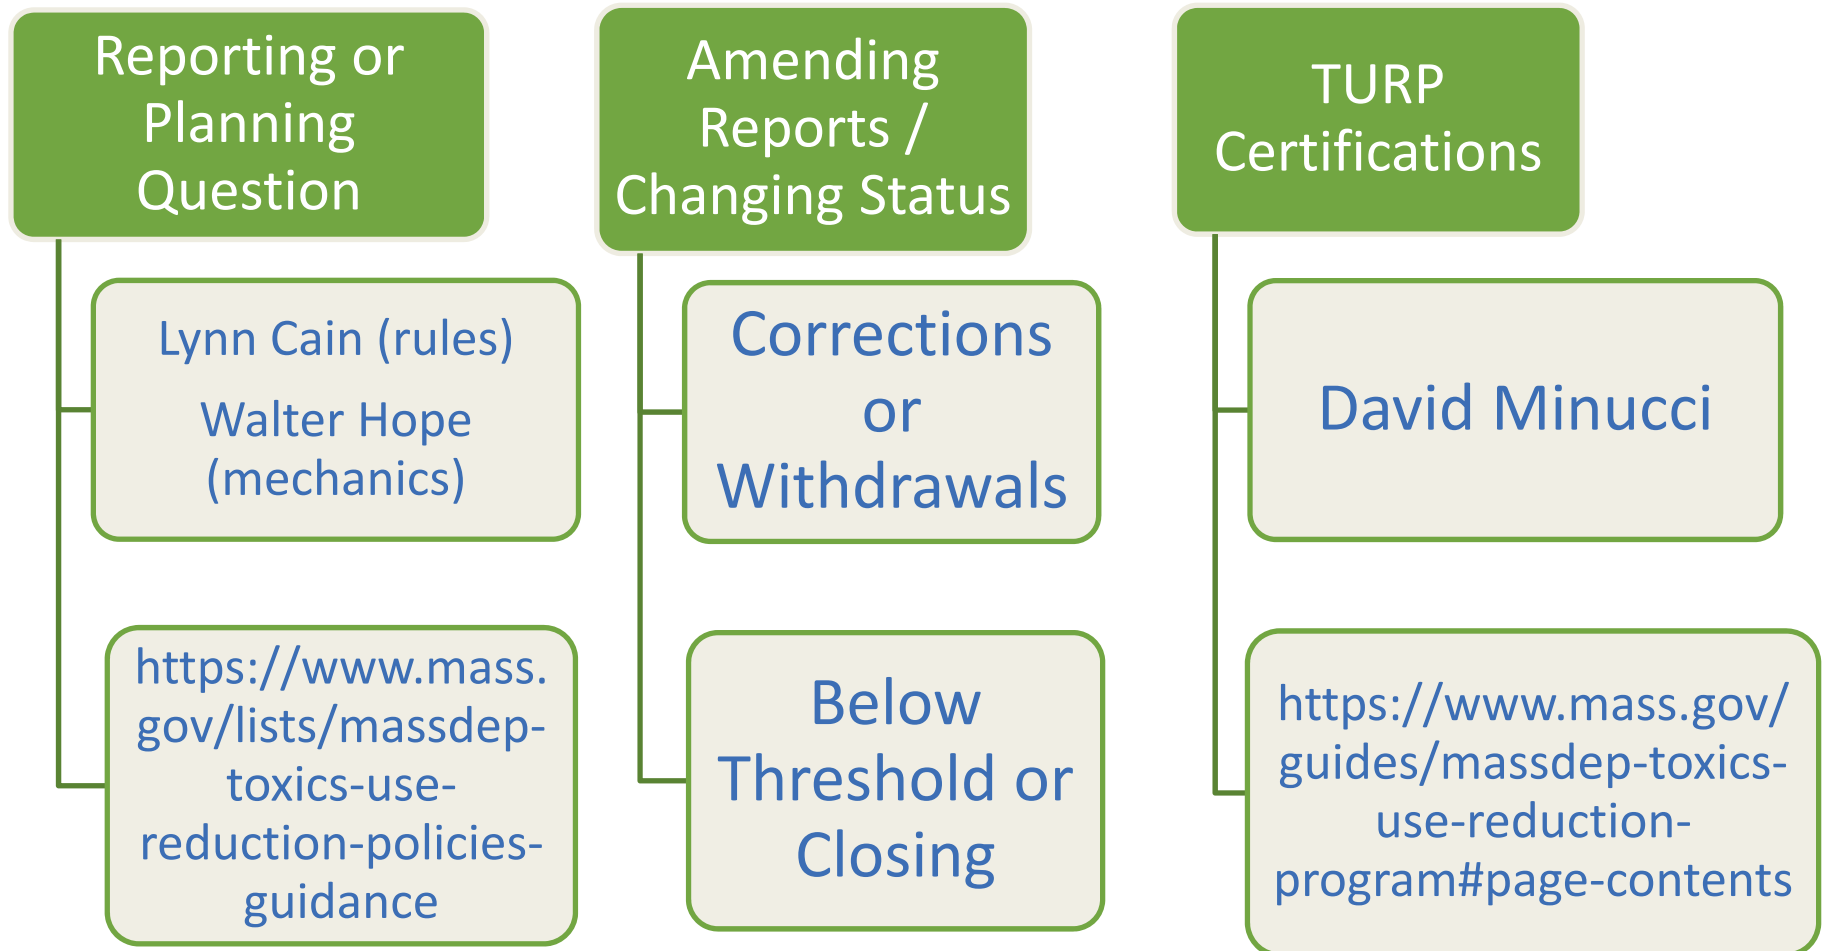 Reporting or
Planning
Question
Lynn Cain (rules)
Walter Hope
(mechanics)
https://www.mass.
gov/lists/massdep-
toxics-use-
reduction-policies-
guidance
Amending
Reports /
Changing Status
Corrections
or
Withdrawals
Below
Threshold or
Closing
TURP
Certifications
David Minucci
https://www.mass.gov/
guides/massdep-toxics-
use-reduction-
program#page-contents